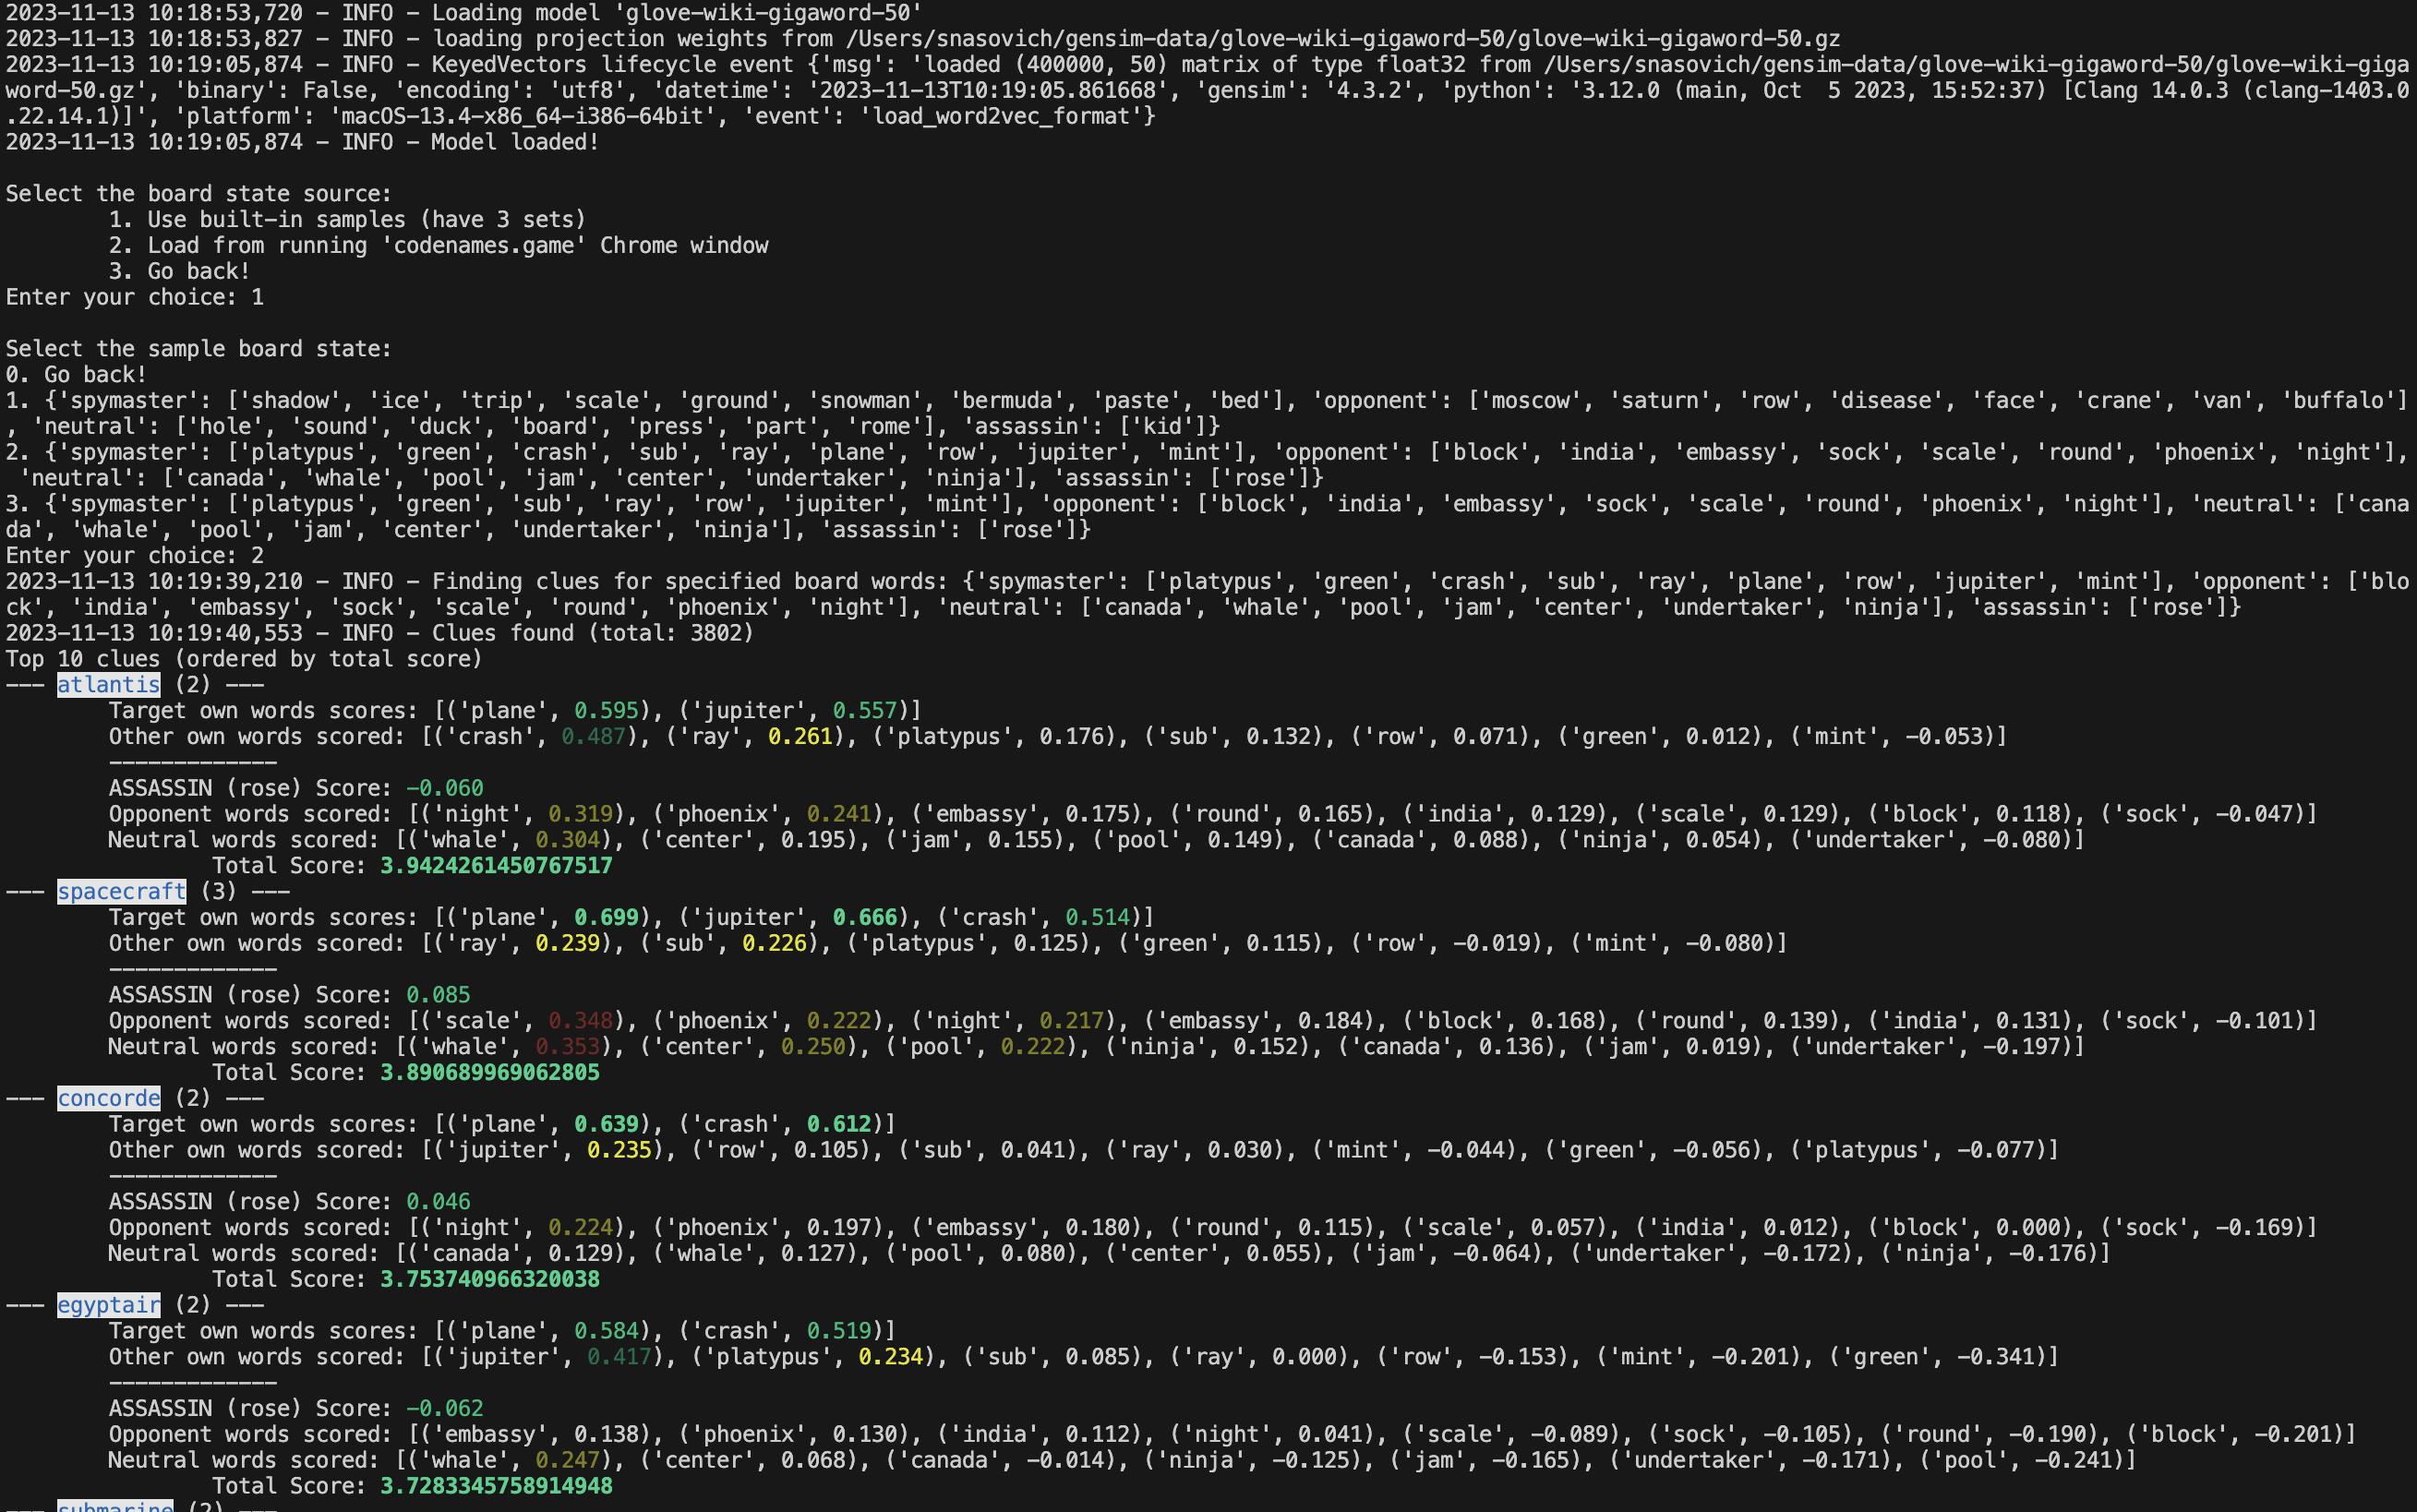 2023-11-13 10:18:53,720 - INFO - Loading model 'glove-wiki-gigaword-50'
2023-11-13 10:18:53,827 - INFO - loading projection weights from /Users/snasovich/gensim-data/glove-wiki-gigaword-50/glove-wiki-gigaword-50.gz
2023-11-13 10:19:05,874 - INFO - KeyedVectors lifecycle event {'msg': 'loaded (400000, 50) matrix of type float32 from /Users/snasovich/gensim-data/glove-wiki-gigaword-50/glove-wiki-giga
word-50.gz', 'binary': False, 'encoding': 'utf8', 'datetime': '2023-11-13T10:19:05.861668', 'gensim': '4.3.2', 'python': '3.12.0 (main, Oct  5 2023, 15:52:37) [Clang 14.0.3 (clang-1403.0
.22.14.1)]', 'platform': 'macOS-13.4-x86_64-i386-64bit', 'event': 'load_word2vec_format'}
2023-11-13 10:19:05,874 - INFO - Model loaded!
Select the board state source:
1. Use built-in samples (have 3 sets)
2. Load from running 'codenames.game' Chrome window
3. Go back!
Enter your choice: 1
Select the sample board state:
0. Go back!
1. {'spymaster': ['shadow', 'ice', 'trip', 'scale', 'ground', 'snowman', 'bermuda', 'paste', 'bed'], 'opponent': ['moscow', 'saturn', 'row', 'disease', 'face', 'crane', 'van', 'buffalo']
, 'neutral': ['hole', 'sound', 'duck', 'board', 'press', 'part', 'rome'], 'assassin': ['kid']}
2. {'spymaster': ['platypus', 'green', 'crash', 'sub', 'ray', 'plane', 'row', 'jupiter', 'mint'], 'opponent': ['block', 'india', 'embassy', 'sock', 'scale', 'round', 'phoenix', 'night'],
'neutral': ['canada', 'whale', 'pool', 'jam', 'center', 'undertaker', 'ninja'], 'assassin': ['rose']}
3. {'spymaster': ['platypus', 'green', 'sub', 'ray', 'row', 'jupiter', 'mint'], 'opponent': ['block', 'india', 'embassy', 'sock', 'scale', 'round', 'phoenix', 'night'], 'neutral': ['cana
da', 'whale', 'pool', 'jam', 'center', 'undertaker', 'ninja'], 'assassin': ['rose']}
Enter your choice: 2
2023-11-13 10:19:39,210 - INFO - Finding clues for specified board words: {'spymaster': ['platypus', 'green', 'crash', 'sub', 'ray', 'plane', 'row', 'jupiter', 'mint'], 'opponent': ['blo
ck', 'india', 'embassy', 'sock', 'scale', 'round', 'phoenix', 'night'], 'neutral': ['canada', 'whale', 'pool', 'jam', 'center', 'undertaker', 'ninja'], 'assassin': ['rose']}
2023-11-13 10:19:40,553 - INFO - Clues found (total: 3802)
Top 10 clues (ordered by total score)
--- atlantis (2) ---
Target own words scores: [('plane', 0.595), ('jupiter', 0.557)]
Other own words scored: [('crash', 0.487), ('ray', 0.261), ('platypus', 0.176), ('sub', 0.132), ('row', 0.071), ('green', 0.012), ('mint', -0.053)]
-------------
ASSASSIN (rose) Score: -0.060
Opponent words scored: [('night', 0.319), ('phoenix', 0.241), ('embassy', 0.175), ('round', 0.165), ('india', 0.129), ('scale', 0.129), ('block', 0.118), ('sock', -0.047)]
Neutral words scored: [('whale', 0.304), ('center', 0.195), ('jam', 0.155), ('pool', 0.149), ('canada', 0.088), ('ninja', 0.054), ('undertaker', -0.080)]
Total Score: 3.9424261450767517
--- spacecraft (3) ---
Target own words scores: [('plane', 0.699), ('jupiter', 0.666), ('crash', 0.514)]
Other own words scored: [('ray', 0.239), ('sub', 0.226), ('platypus', 0.125), ('green', 0.115), ('row', -0.019), ('mint', -0.080)]
-------------
ASSASSIN (rose) Score: 0.085
Opponent words scored: [('scale', 0.348), ('phoenix', 0.222), ('night', 0.217), ('embassy', 0.184), ('block', 0.168), ('round', 0.139), ('india', 0.131), ('sock', -0.101)]
Neutral words scored: [('whale', 0.353), ('center', 0.250), ('pool', 0.222), ('ninja', 0.152), ('canada', 0.136), ('jam', 0.019), ('undertaker', -0.197)]
Total Score: 3.890689969062805
--- concorde (2) ---
Target own words scores: [('plane', 0.639), ('crash', 0.612)]
Other own words scored: [('jupiter', 0.235), ('row', 0.105), ('sub', 0.041), ('ray', 0.030), ('mint', -0.044), ('green', -0.056), ('platypus', -0.077)]
-------------
ASSASSIN (rose) Score: 0.046
Opponent words scored: [('night', 0.224), ('phoenix', 0.197), ('embassy', 0.180), ('round', 0.115), ('scale', 0.057), ('india', 0.012), ('block', 0.000), ('sock', -0.169)]
Neutral words scored: [('canada', 0.129), ('whale', 0.127), ('pool', 0.080), ('center', 0.055), ('jam', -0.064), ('undertaker', -0.172), ('ninja', -0.176)]
Total Score: 3.753740966320038
--- egyptair (2) ---
Target own words scores: [('plane', 0.584), ('crash', 0.519)]
Other own words scored: [('jupiter', 0.417), ('platypus', 0.234), ('sub', 0.085), ('ray', 0.000), ('row', -0.153), ('mint', -0.201), ('green', -0.341)]
-------------
ASSASSIN (rose) Score: -0.062
Opponent words scored: [('embassy', 0.138), ('phoenix', 0.130), ('india', 0.112), ('night', 0.041), ('scale', -0.089), ('sock', -0.105), ('round', -0.190), ('block', -0.201)]
Neutral words scored: [('whale', 0.247), ('center', 0.068), ('canada', -0.014), ('ninja', -0.125), ('jam', -0.165), ('undertaker', -0.171), ('pool', -0.241)]
Total Score: 3.7283345758914948
--- submarine (2) ---